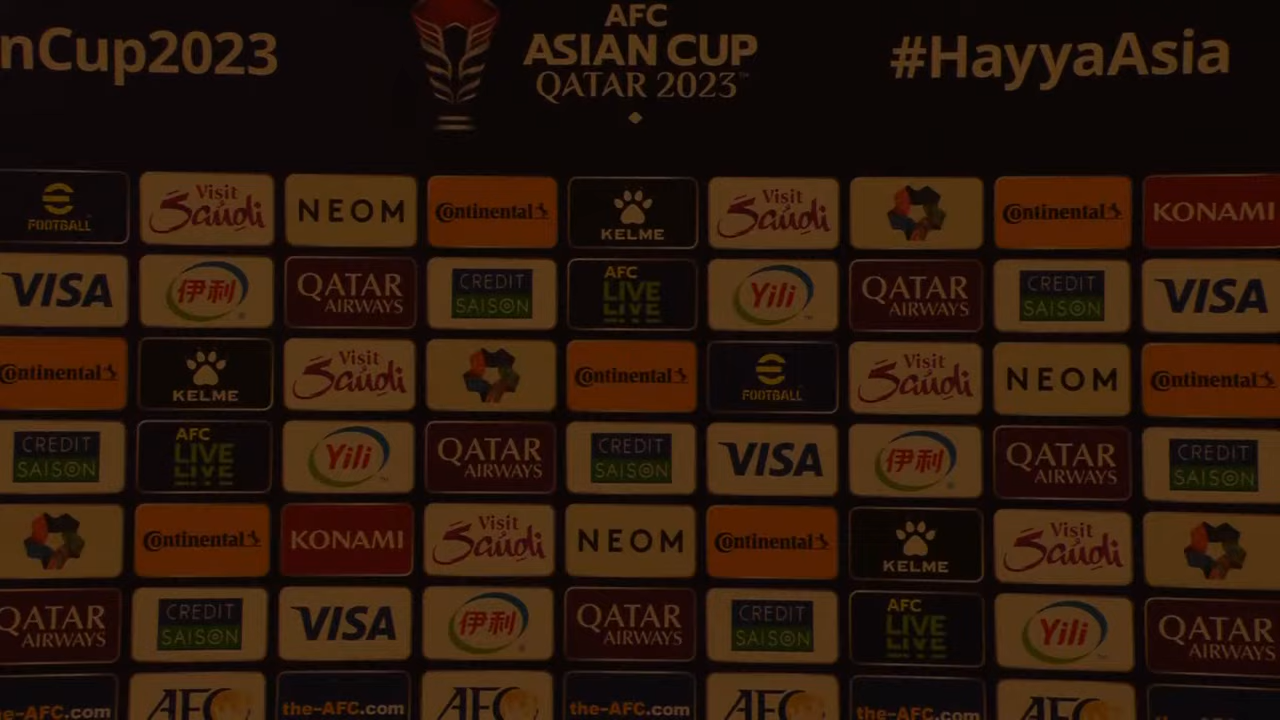 nCup2023
AFC
ASIAN CUP
QATAR 2023™
#HayyaAsia
FOOTBALL
Visit
Saudi
NEOM
Continental
KELME
Visit
Saudi
Continental
KONAMI
VISA
伊利
QATAR
AIRWAYS
CREDIT
SAISON
AFC
LIVE
LIVE
Yili
QATAR
AIRWAYS
CREDIT
SAISON
VISA
Continental
KELME
Visit
Saudi
Continental
FOOTBALL
Visit
Saudi
NEOM
Continental
CREDIT
SAISON
AFC
LIVE
LIVE
Yili
QATAR
AIRWAYS
CREDIT
SAISON
VISA
伊利
QATAR
AIRWAYS
CREDIT
SAISON
Continental
KONAMI
Visit
Saudi
NEOM
Continental
KELME
Visit
Saudi
QATAR
AIRWAYS
CREDIT
SAISON
VISA
伊利
QATAR
AIRWAYS
CREDIT
SAISON
AFC
LIVE
LIVE
Yili
QATAR
AIRWAYS
the-AFC.com
AFC
the-AFC.com
AFC
the-AFC.com
AFC
the-AFC.com
AFC